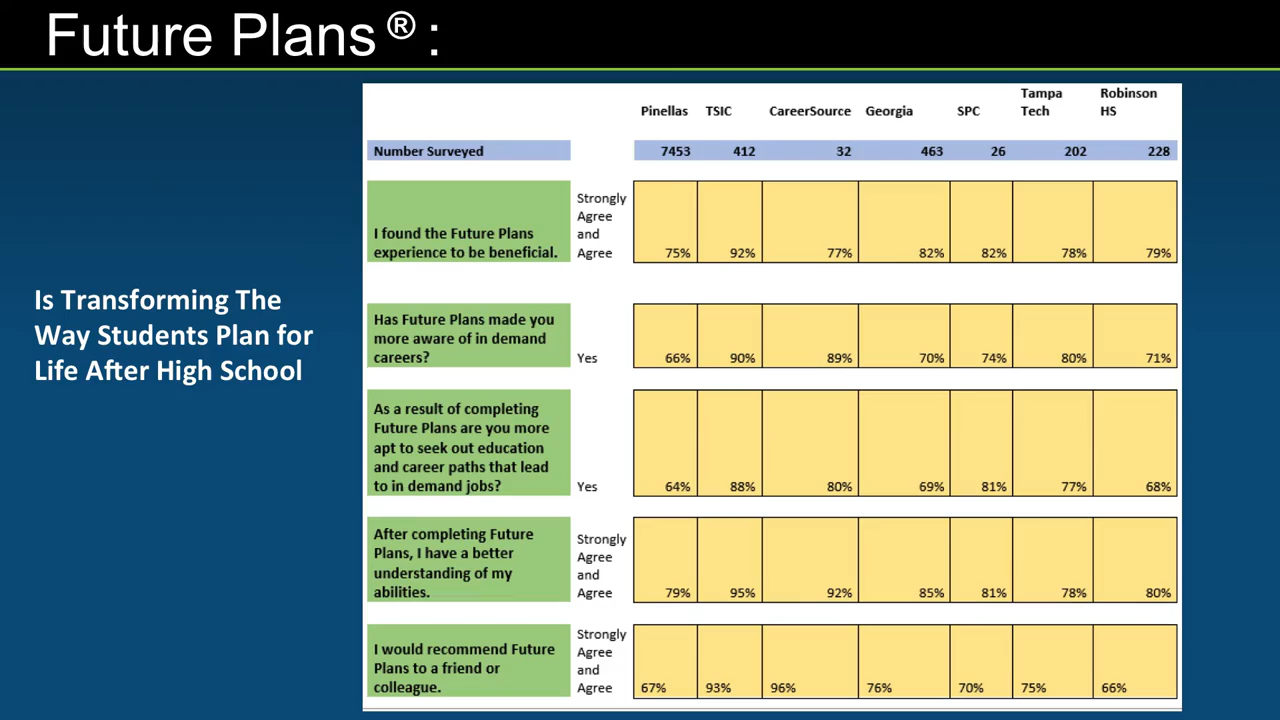 Future Plans®:
Is Transforming The
Way Students Plan for
Life After High School
Pinellas TSIC CareerSource Georgia SPC Tampa Tech Robinson HS
Number Surveyed 7453 412 32 463 26 202 228
I found the Future Plans
experience to be beneficial.
Strongly
Agree
and
Agree
75% 92% 77% 82% 82% 78% 79%
Has Future Plans made you
more aware of in demand
careers?
Yes
66% 90% 89% 70% 74% 80% 71%
As a result of completing
Future Plans are you more
apt to seek out education
and career paths that lead
to in demand jobs?
Yes
64% 88% 80% 69% 81% 77% 68%
After completing Future
Plans, I have a better
understanding of my
abilities.
Strongly
Agree
and
Agree
79% 95% 92% 85% 81% 78% 80%
I would recommend Future
Plans to a friend or
colleague.
Strongly
Agree
and
Agree
67% 93% 96% 76% 70% 75% 66%